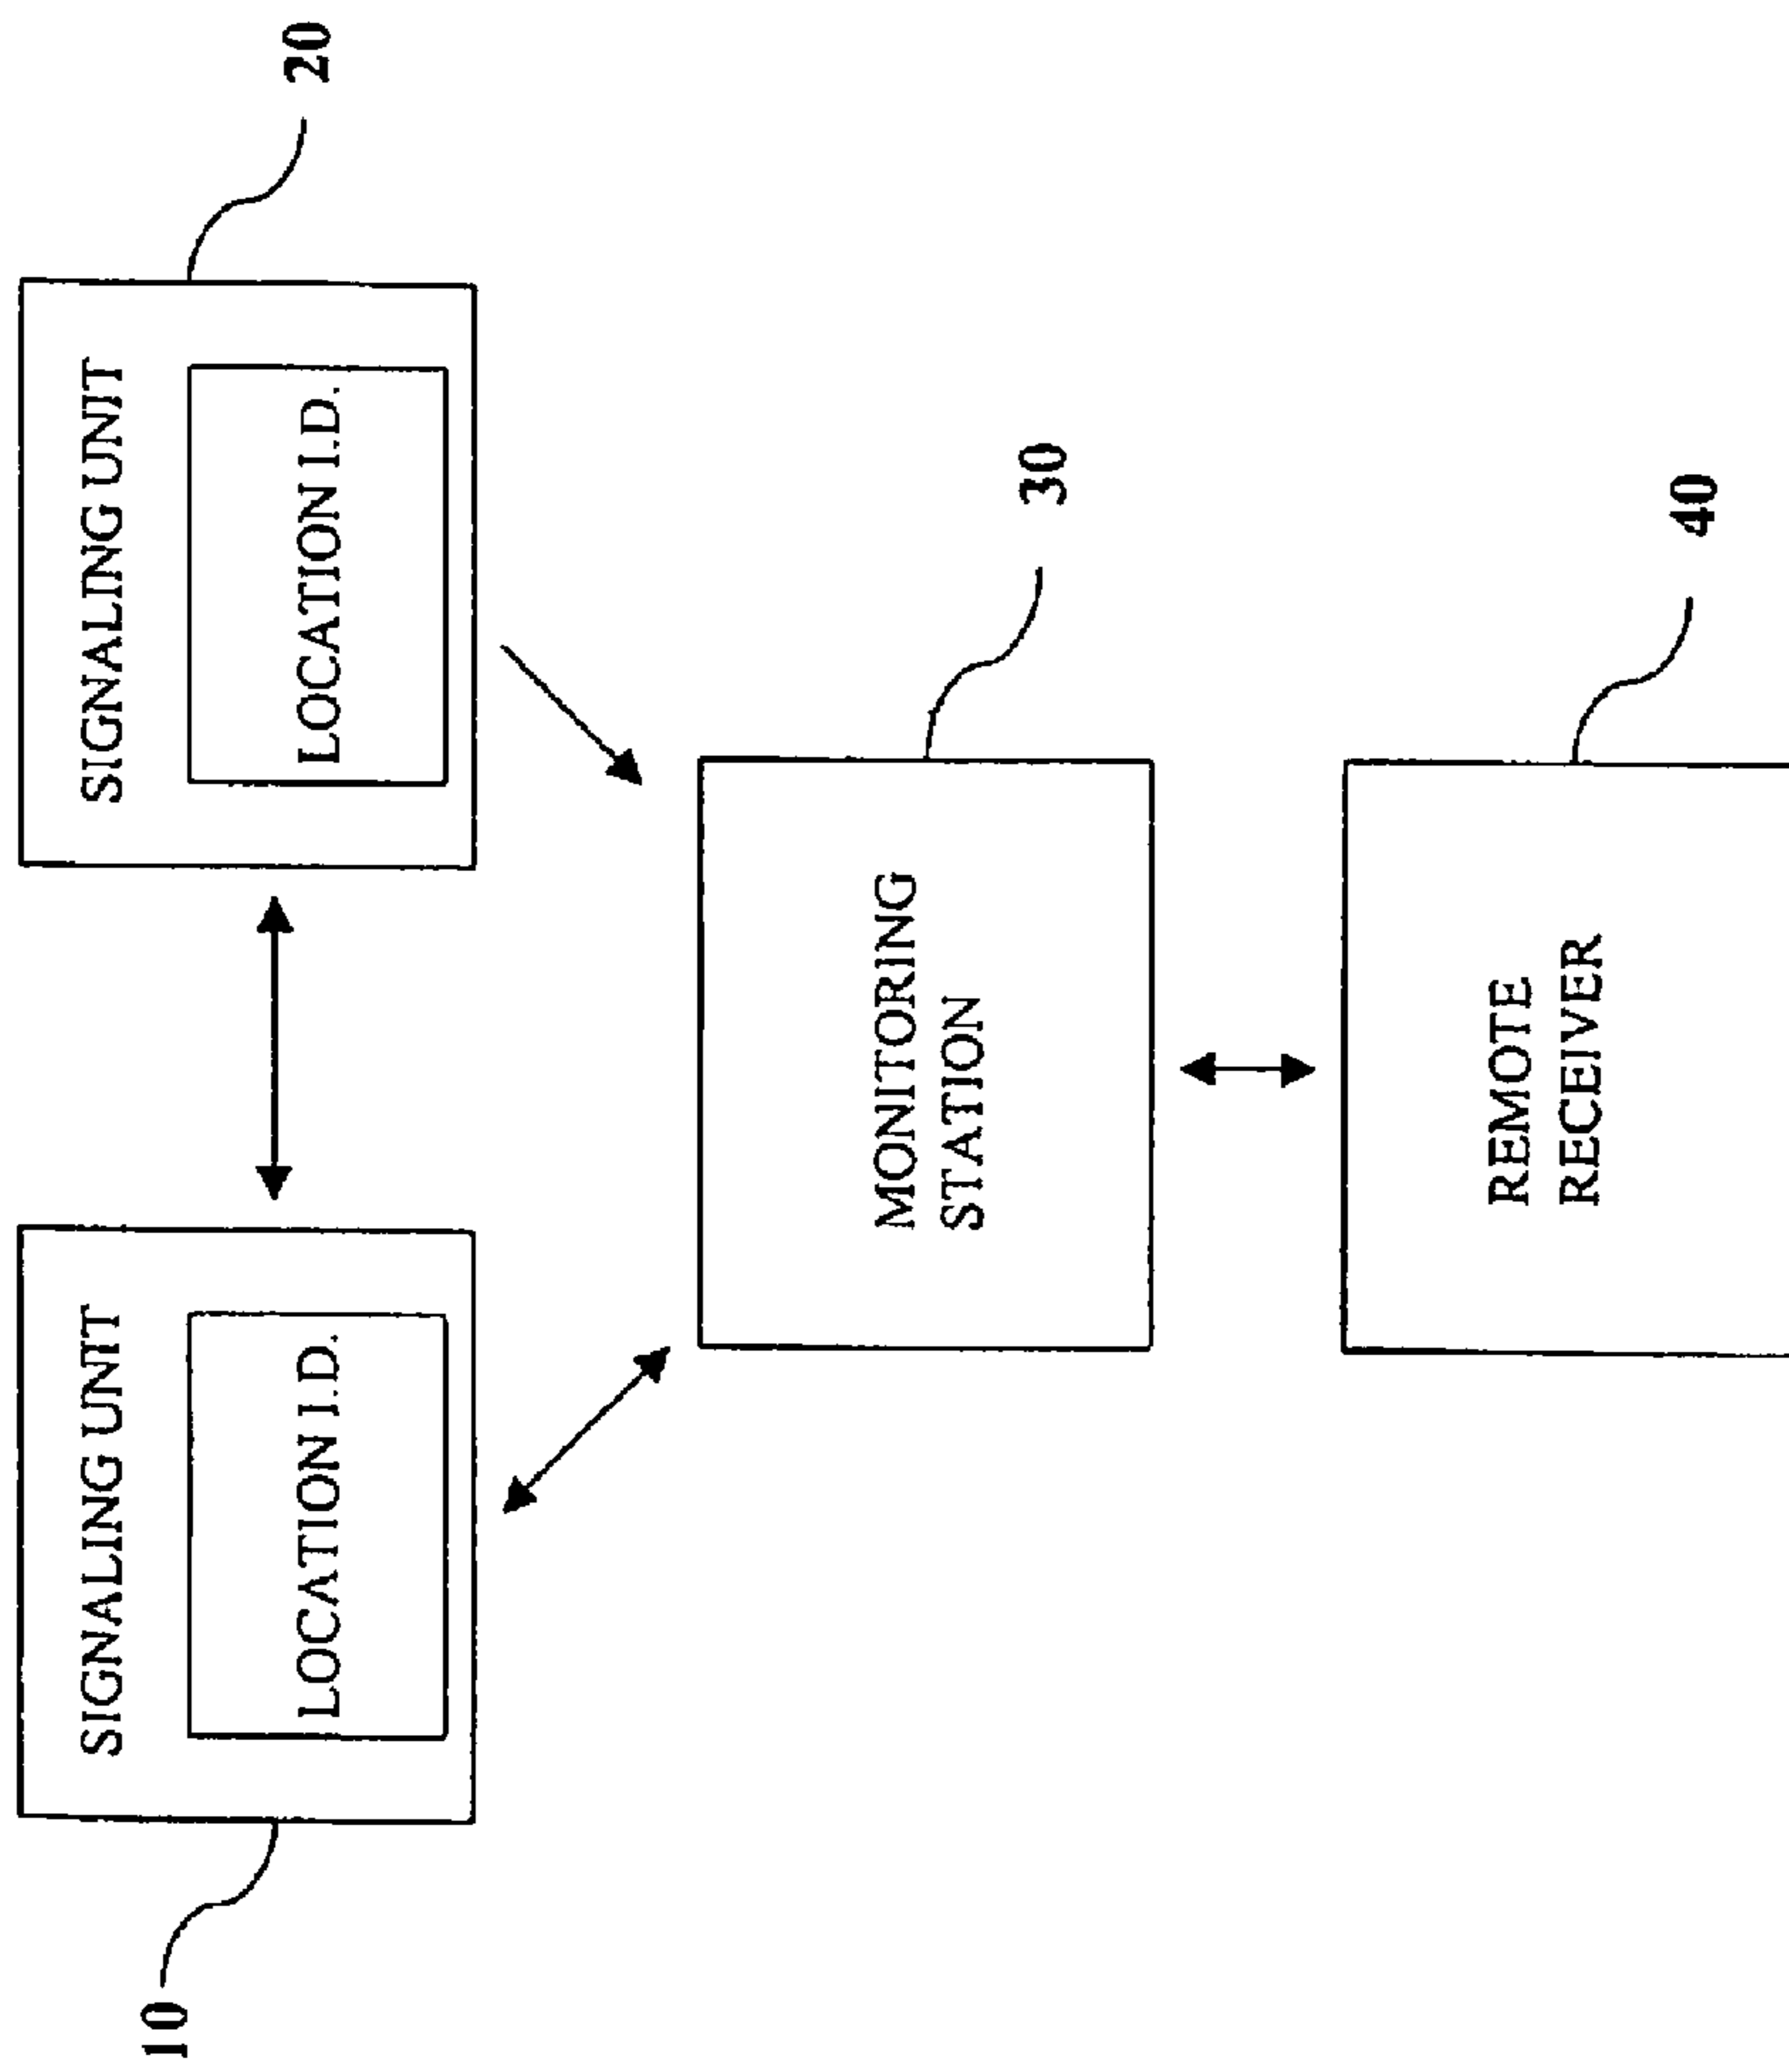 10
SIGNALING UNIT
LOCATION I.D.
SIGNALING UNIT
LOCATION I.D.
20
MONITORING
STATION
30
REMOTE
RECEIVER
40